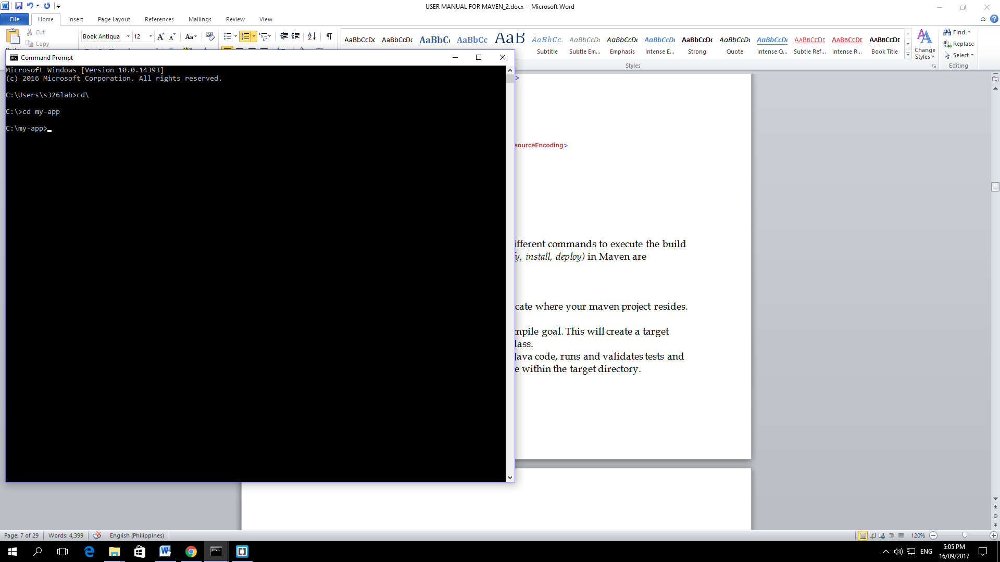 USER MANUAL FOR MAVEN_2.docx - Microsoft Word
File Home Insert Page Layout References Mailings Review View
Cut
Copy
Book Antiqua 12
AaBbCcDc AaBbCcDc AaBbC AaBbCc AaB AaBbCc. AaBbCcDc AaBbCcDc AaBbCcDc AaBbCcDc AaBbCcDc AaBbCcDc AABBCCDD AABBCCDD AABBCCDD
Subtitle Subtle Em... Emphasis Intense E... Strong Quote Intense Q... Subtle Ref... Intense R... Book Title
Change Styles
Find
Replace
Select
Styles
Editing
Command Prompt
Microsoft Windows [Version 10.0.14393]
(c) 2016 Microsoft Corporation. All rights reserved.
C:\Users\s326lab>cd\
C:\>cd my-app
C:\my-app>
>
sourceEncoding>
ifferent commands to execute the build
y, install, deploy) in Maven are
cate where your maven project resides.
mpile goal. This will create a target
lass.
Java code, runs and validates tests and
e within the target directory.
Page: 7 of 29 Words: 4,399 English (Philippines) 120%
ENG
5:05 PM
16/09/2017